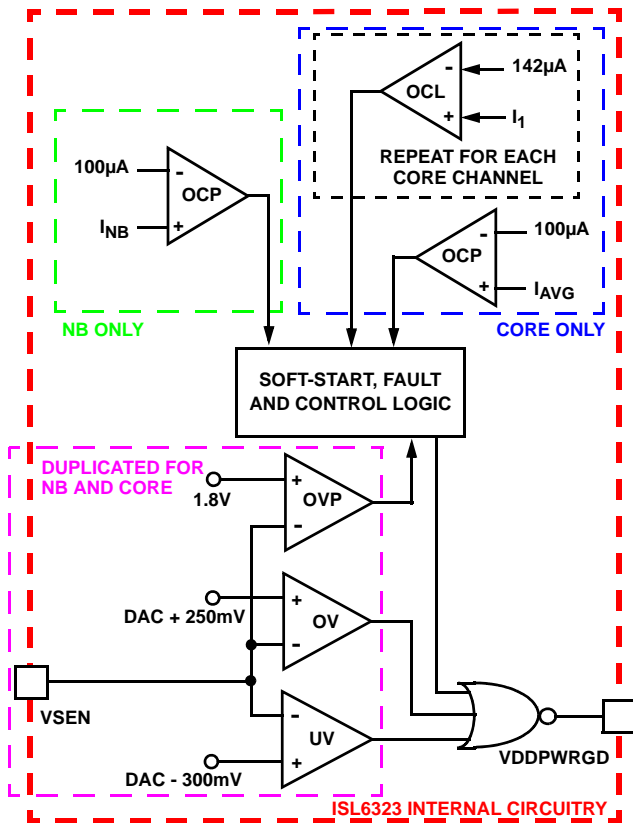 142µA
-
OCL
+
I1
REPEAT FOR EACH
CORE CHANNEL
100µA
-
OCP
INB
+
100µA
-
OCP
+
IAVG
NB ONLY
CORE ONLY
SOFT-START, FAULT
AND CONTROL LOGIC
DUPLICATED FOR
NB AND CORE
+
OVP
1.8V
-
DAC + 250mV
+
OV
-
VSEN
-
UV
+
DAC - 300mV
VDDPWRGD
ISL6323 INTERNAL CIRCUITRY